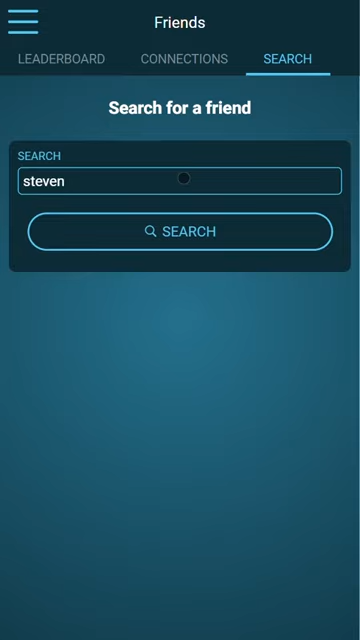 Friends
LEADERBOARD CONNECTIONS SEARCH
Search for a friend
SEARCH
steven
SEARCH